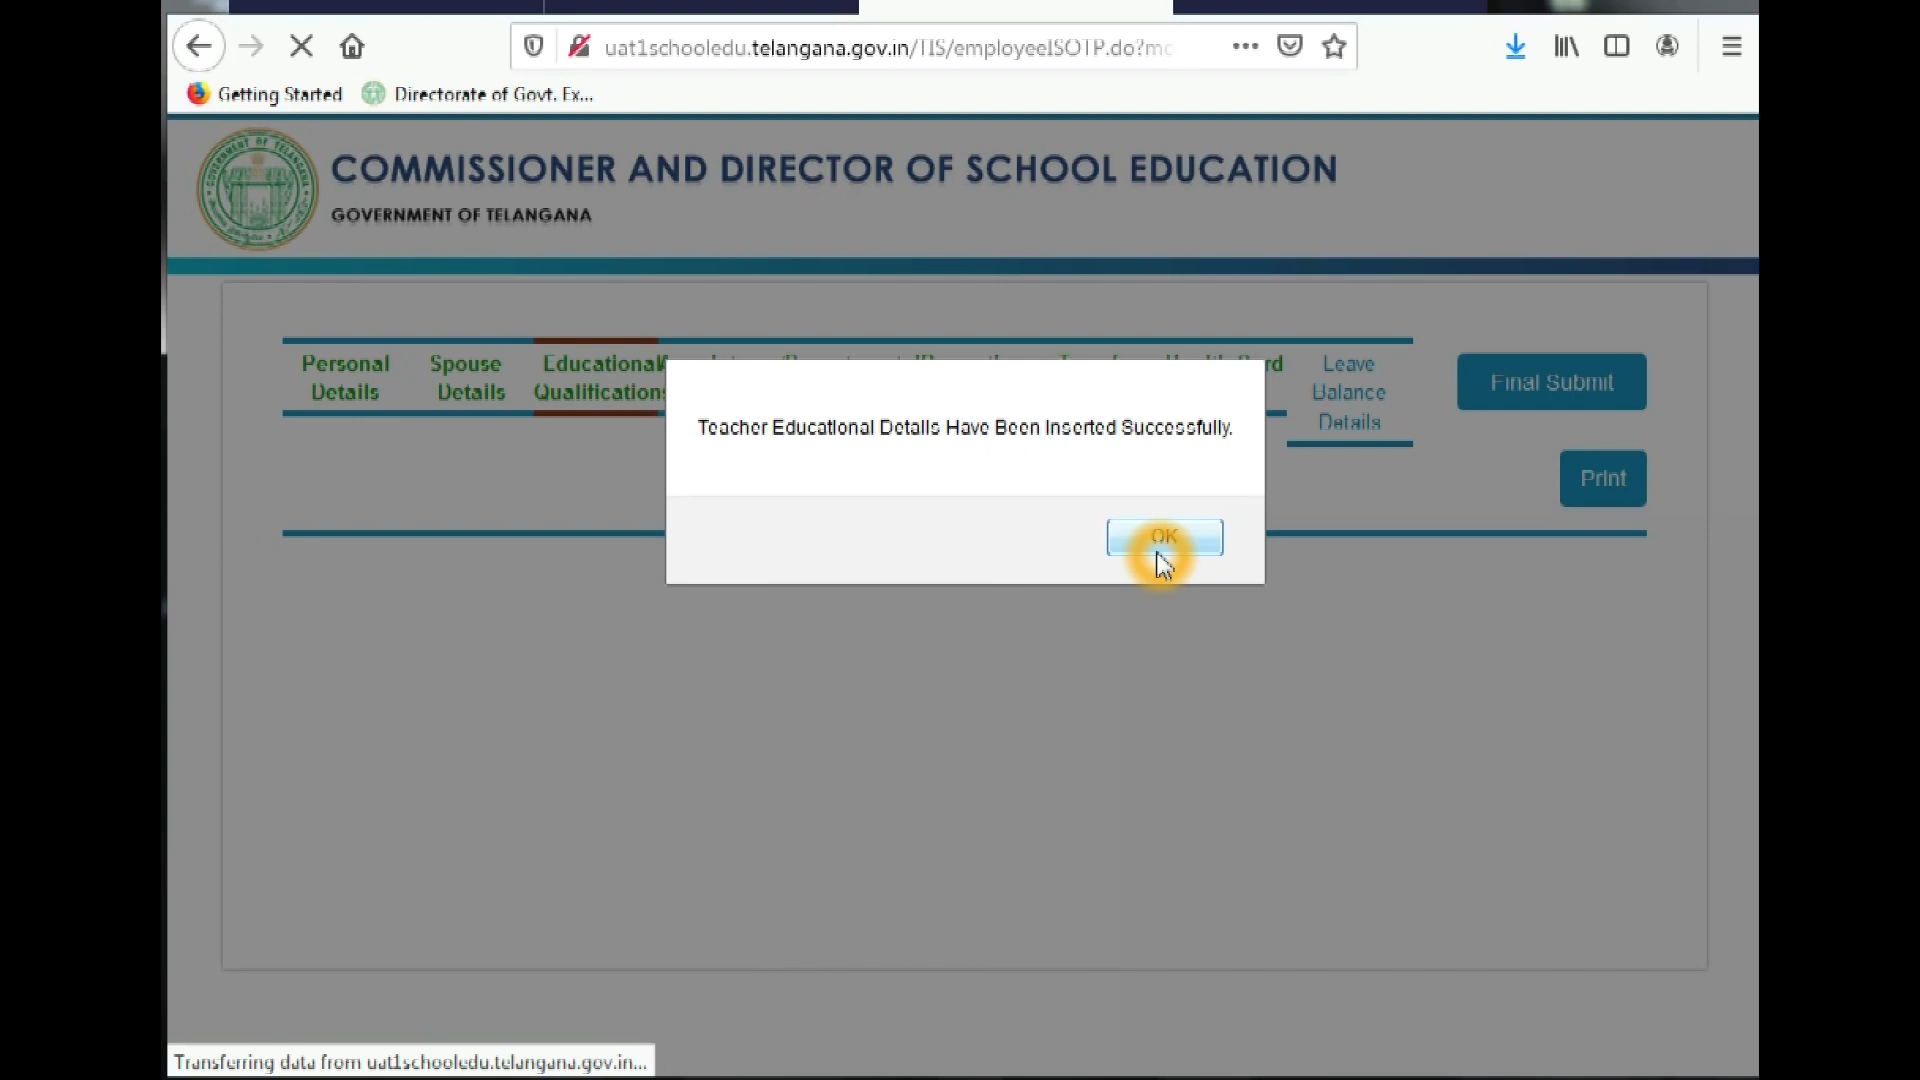 uat1schooledu.telangana.gov.in/TIS/employeeISOTP.do?mo
Getting Started
Directorate of Govt. Ex...
COMMISSIONER AND DIRECTOR OF SCHOOL EDUCATION
GOVERNMENT OF TELANGANA
Personal Details
Spouse Details
Educational Qualifications
Leave Balance Details
Final Submit
Print
Teacher Educational Details Have Been Inserted Successfully.
OK
Transferring data from uat1schooledu.telangana.gov.in...